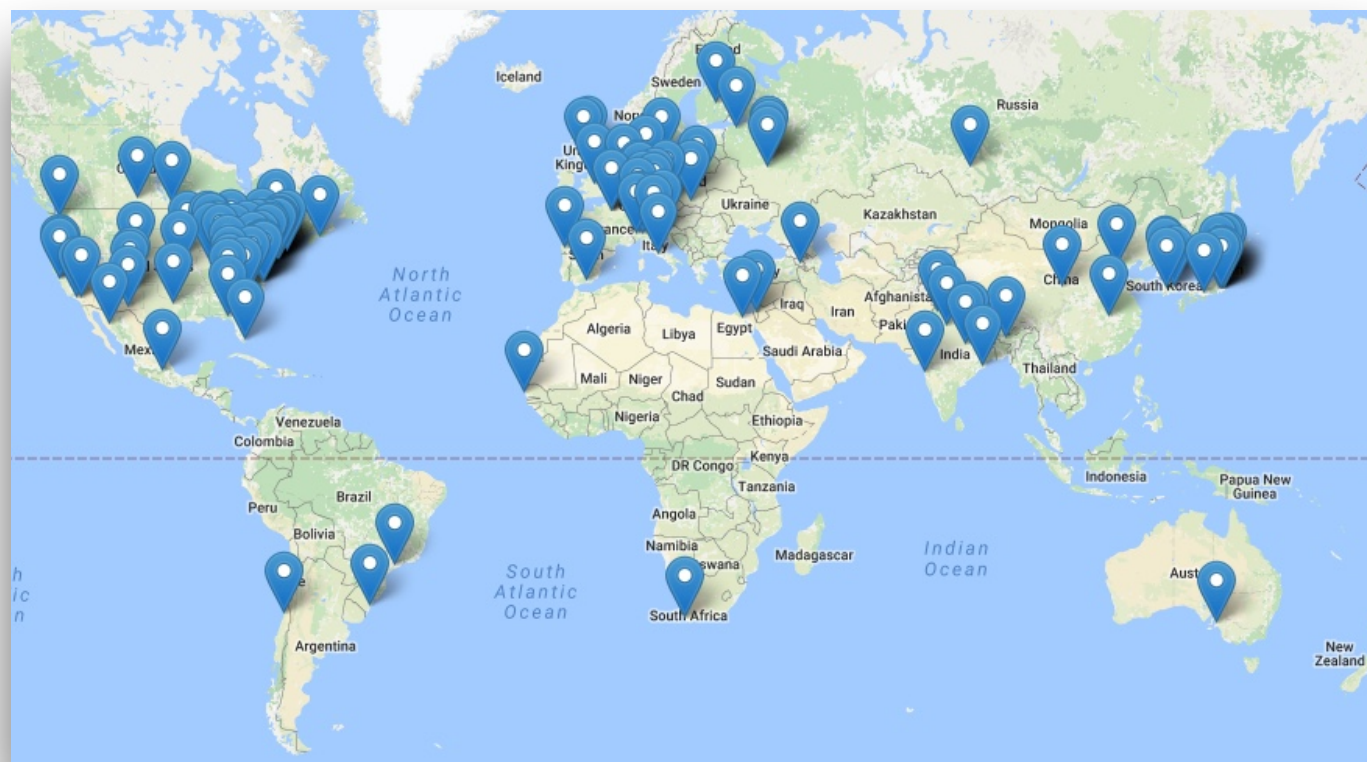 Iceland
Sweden
Russia
Ukraine
Kazakhstan
Mongolia
Italy
China
South Korea
North
Atlantic
Ocean
Iraq
Iran
Algeria
Libya
Egypt
Saudi Arabia
India
Mali
Niger
Chad
Sudan
Thailand
Nigeria
Ethiopia
Venezuela
Colombia
DR Congo
Kenya
Tanzania
Indonesia
Papua New
Guinea
Peru
Brazil
Bolivia
Angola
Namibia
Madagascar
Indian
Ocean
South
Atlantic
Ocean
South Africa
Argentina
New
Zealand